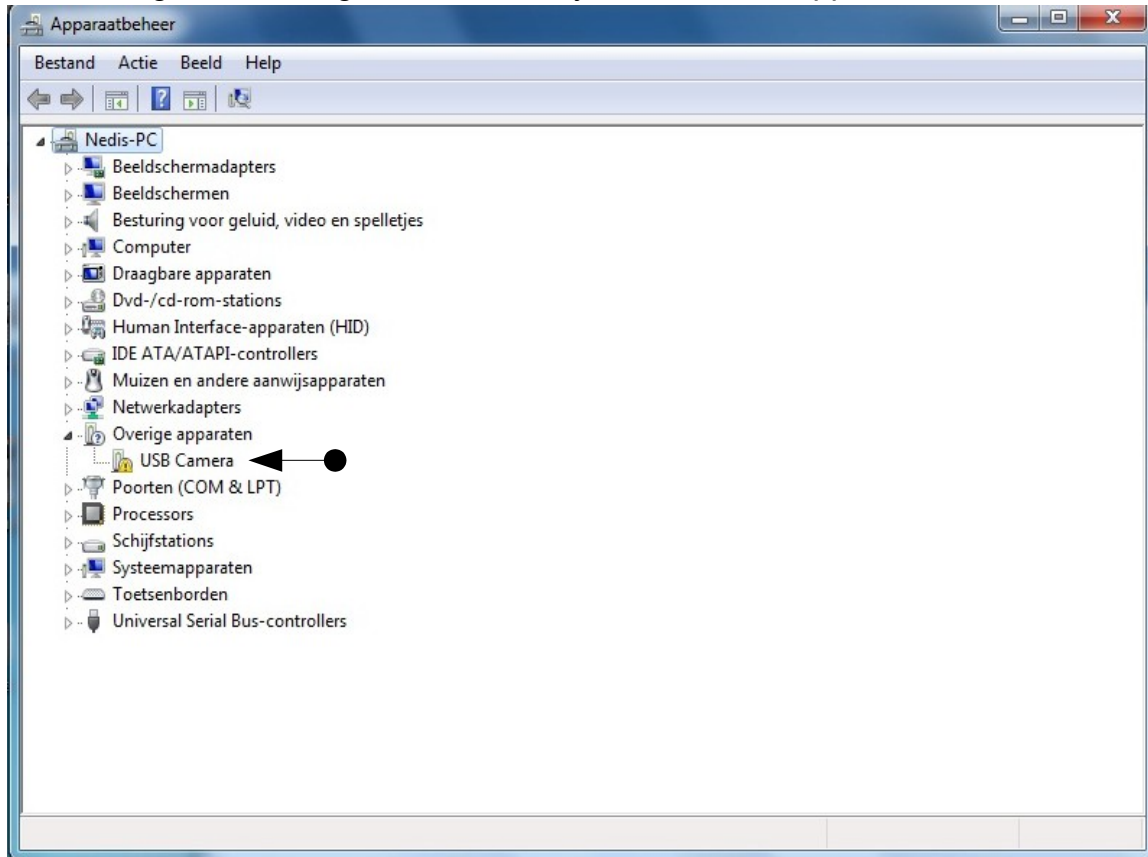 Apparaatbeheer
Bestand Actie Beeld Help
Nedis-PC
Beeldschermadapters
Beeldschermen
Besturing voor geluid, video en spelletjes
Computer
Draagbare apparaten
Dvd-/cd-rom-stations
Human Interface-apparaten (HID)
IDE ATA/ATAPI-controllers
Muizen en andere aanwijsapparaten
Netwerkadapters
Overige apparaten
USB Camera
Poorten (COM & LPT)
Processors
Schijfstations
Systeemapparaten
Toetsenborden
Universal Serial Bus-controllers